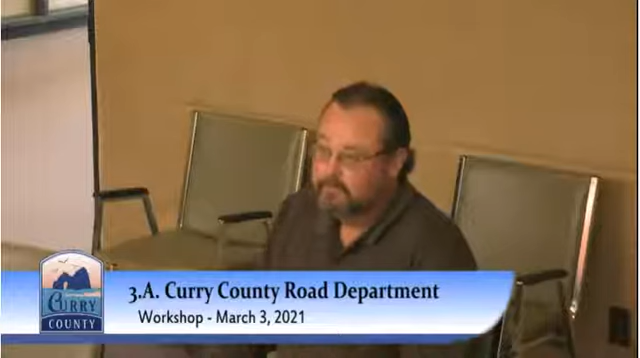 3.A. Curry County Road Department
Workshop - March 3, 2021
CURRY
COUNTY